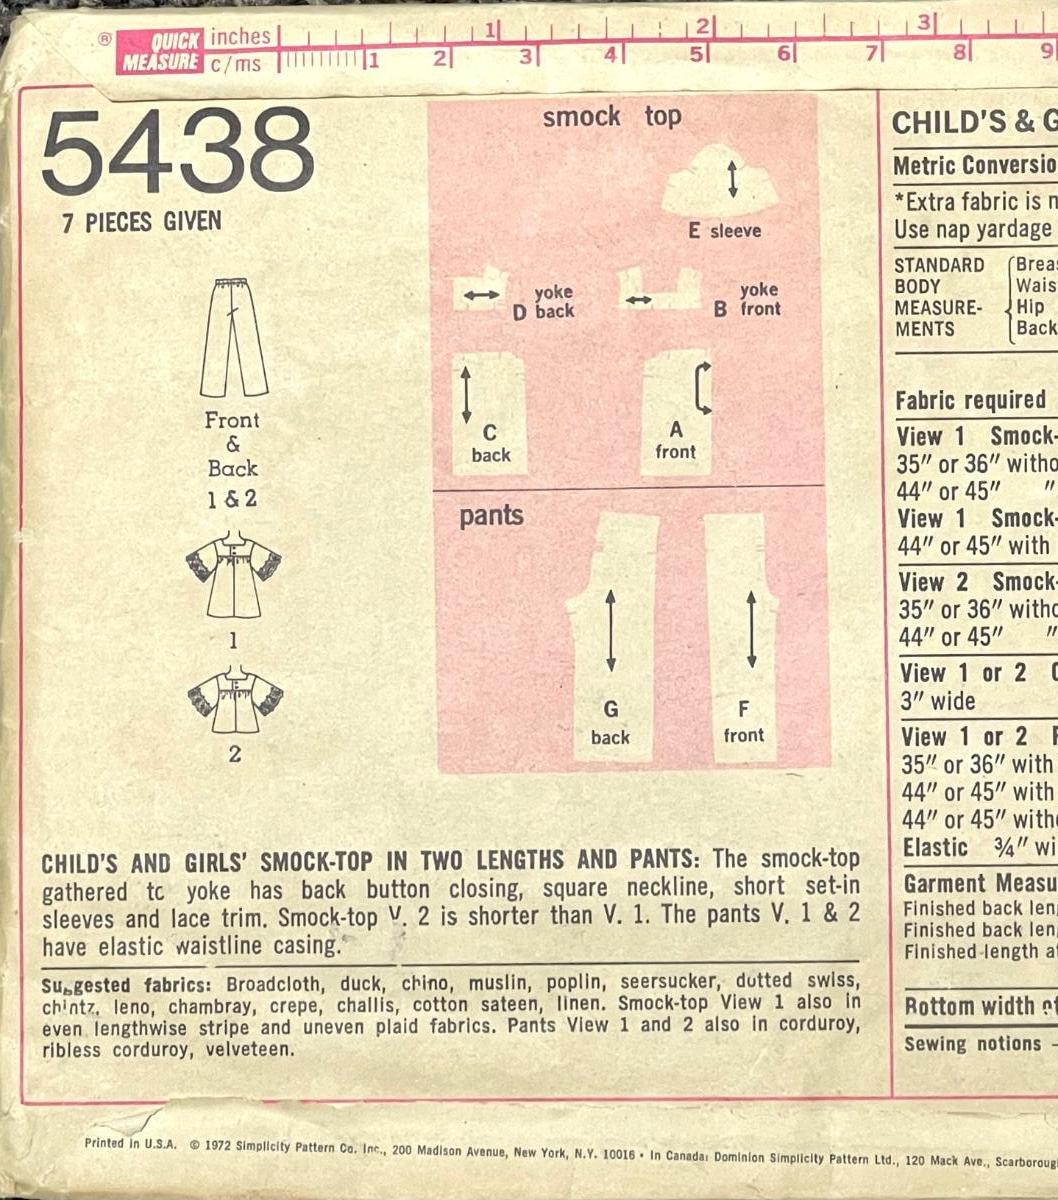 ® QUICK MEASURE inches 1 2 3
c/ms 1 2 3 4 5 6 7 8 9
5438
7 PIECES GIVEN
Front
&
Back
1 & 2
1
2
smock top
E sleeve
D yoke back
B yoke front
C back
A front
pants
G back
F front
CHILD'S AND GIRLS' SMOCK-TOP IN TWO LENGTHS AND PANTS: The smock-top
gathered to yoke has back button closing, square neckline, short set-in
sleeves and lace trim. Smock-top V. 2 is shorter than V. 1. The pants V. 1 & 2
have elastic waistline casing.
Suggested fabrics: Broadcloth, duck, chino, muslin, poplin, seersucker, dotted swiss,
chintz, leno, chambray, crepe, challis, cotton sateen, linen. Smock-top View 1 also in
even lengthwise stripe and uneven plaid fabrics. Pants View 1 and 2 also in corduroy,
ribless corduroy, velveteen.
CHILD'S & G
Metric Conversio
*Extra fabric is n
Use nap yardage
STANDARD BODY MEASURE- MENTS
Breas
Wais
Hip
Back
Fabric required
View 1 Smock-
35″ or 36″ witho
44″ or 45″ ″
View 1 Smock-
44″ or 45″ with
View 2 Smock-
35″ or 36″ witho
44″ or 45″ ″
View 1 or 2
3″ wide
View 1 or 2
35″ or 36″ with
44″ or 45″ with
44″ or 45″ witho
Elastic ¾″ wi
Garment Measu
Finished back len
Finished back len
Finished length a
Bottom width
Sewing notions –
Printed in U.S.A. © 1972 Simplicity Pattern Co. Inc., 200 Madison Avenue, New York, N.Y. 10016 • In Canada: Dominion Simplicity Pattern Ltd., 120 Mack Ave., Scarboroug